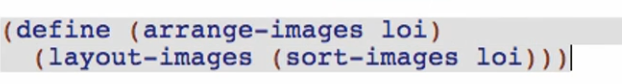 (define (arrange-images loi)
  (layout-images (sort-images loi)))